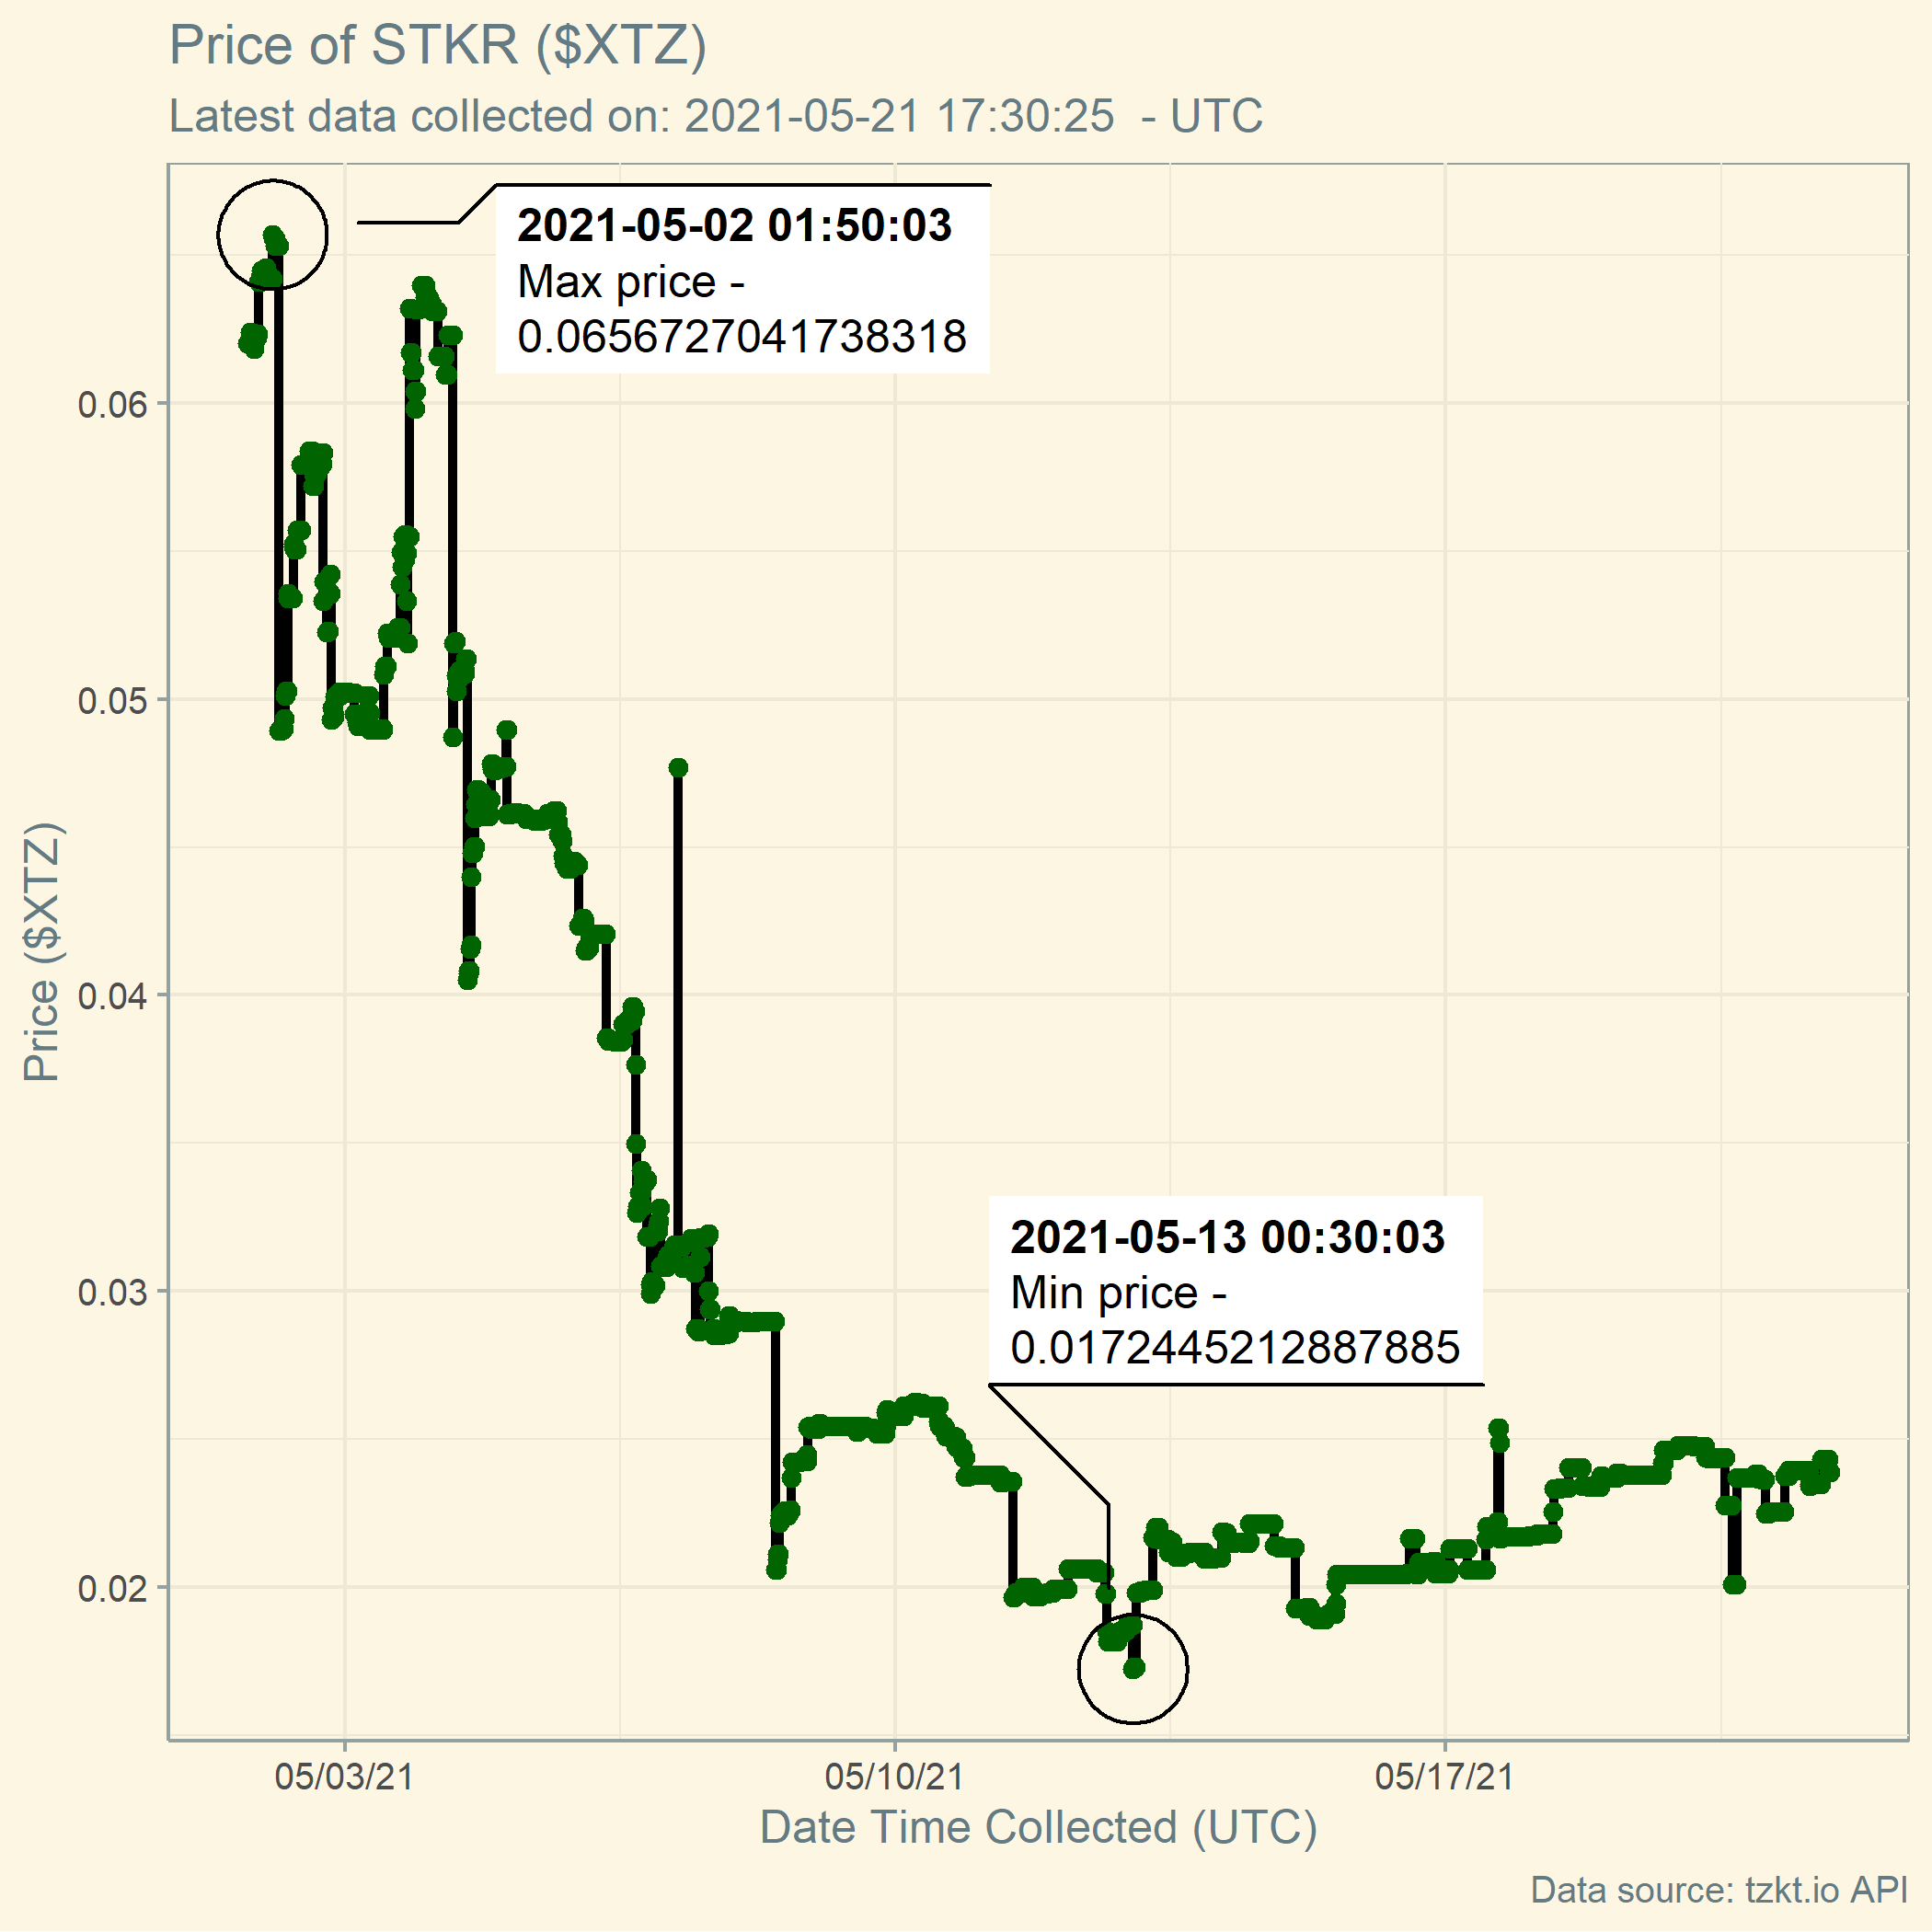 Price of STKR ($XTZ)
Latest data collected on: 2021-05-21 17:30:25  - UTC
2021-05-02 01:50:03
Max price -
0.0656727041738318
0.06
0.05
0.04
0.03
0.02
Price ($XTZ)
2021-05-13 00:30:03
Min price -
0.0172445212887885
05/03/21
05/10/21
05/17/21
Date Time Collected (UTC)
Data source: tzkt.io API